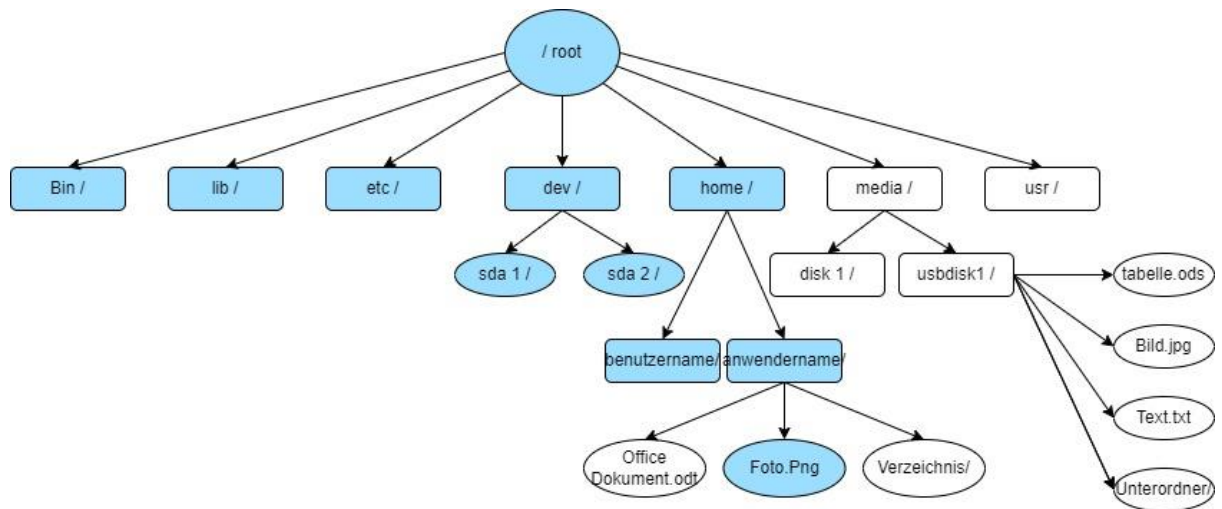 / root
Bin /
lib /
etc /
dev /
home /
media /
usr /
sda 1 /
sda 2 /
disk 1 /
usbdisk1 /
tabelle.ods
Bild.jpg
benutzername/
anwendername/
Text.txt
Office
Dokument.odt
Foto.Png
Verzeichnis/
Unterordner/